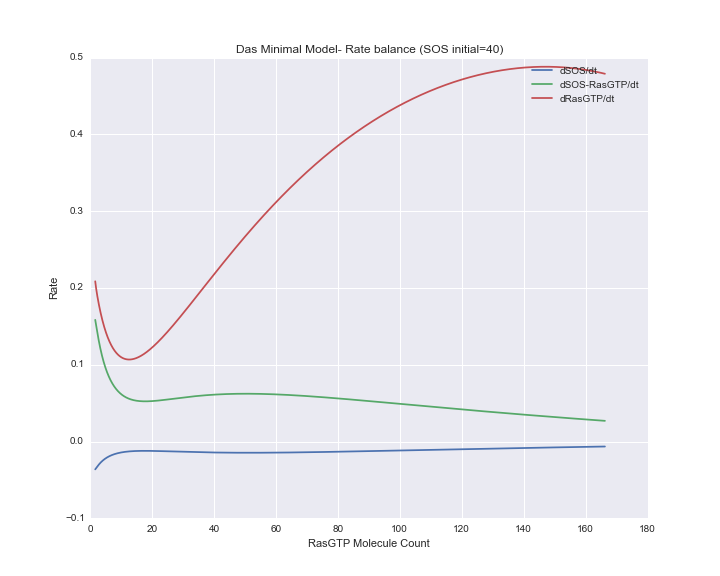 Das Minimal Model- Rate balance (SOS initial=40)
0.5
0.4
0.3
0.2
0.1
0.0
−0.1
Rate
dSOS/dt
dSOS-RasGTP/dt
dRasGTP/dt
0 20 40 60 80 100 120 140 160 180
RasGTP Molecule Count